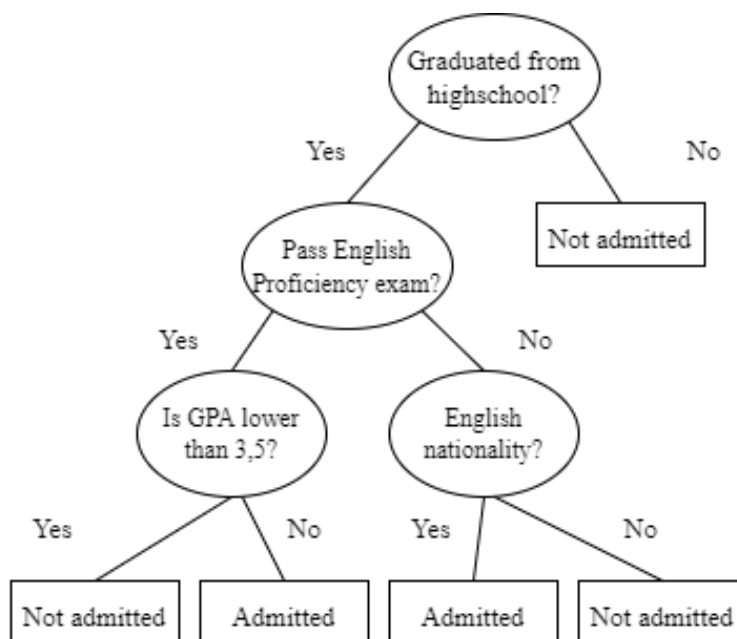 Graduated from
highschool?
Yes
No
Not admitted
Pass English
Proficiency exam?
Yes
No
Is GPA lower
than 3,5?
English
nationality?
Yes
No
Yes
No
Not admitted
Admitted
Admitted
Not admitted